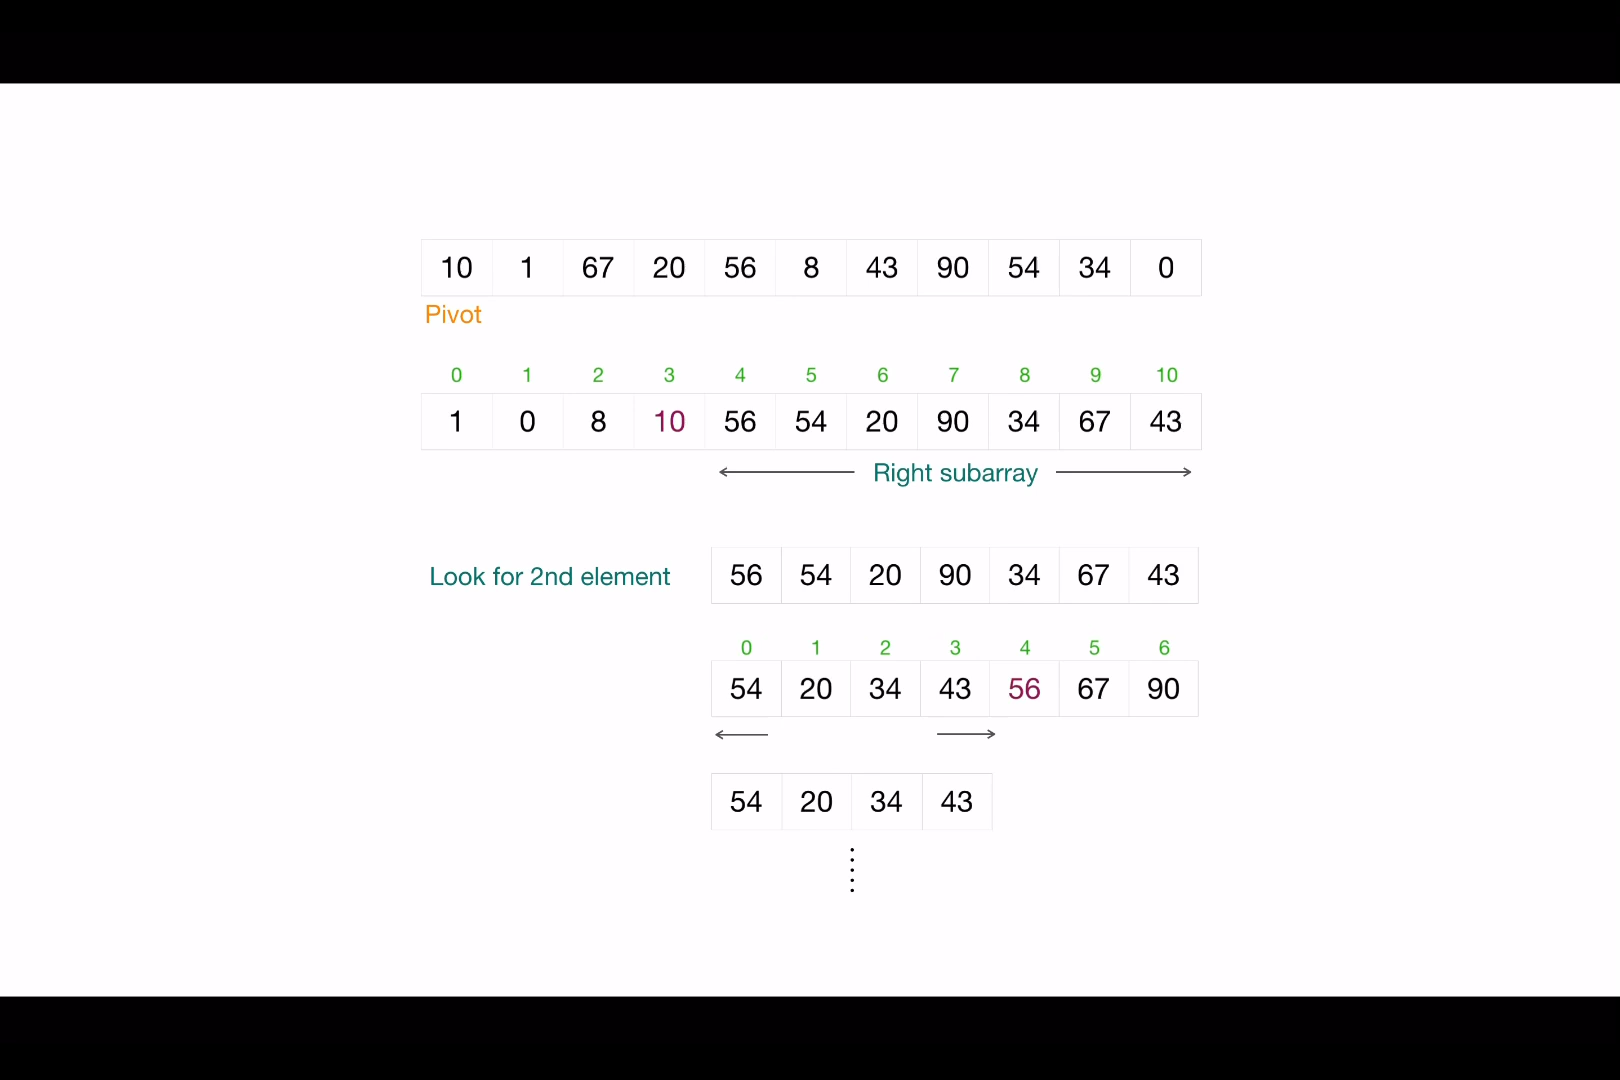 10 1 67 20 56 8 43 90 54 34 0
Pivot
0 1 2 3 4 5 6 7 8 9 10
1 0 8 10 56 54 20 90 34 67 43
Right subarray
Look for 2nd element 56 54 20 90 34 67 43
0 1 2 3 4 5 6
54 20 34 43 56 67 90
54 20 34 43